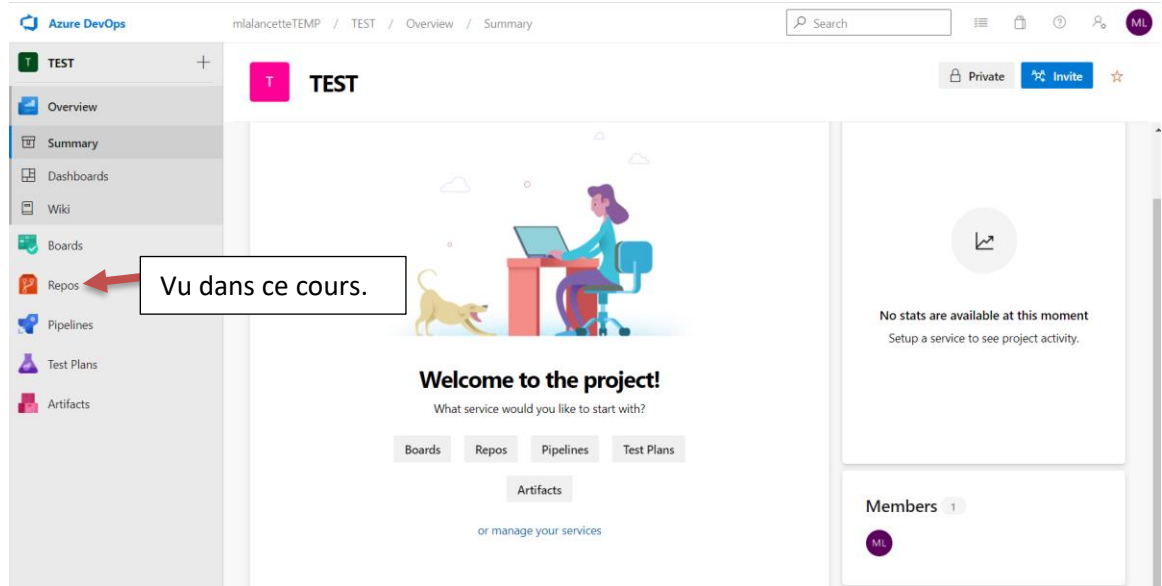 Azure DevOps
mlalancetteTEMP / TEST / Overview / Summary
Search
ML
T TEST +
T TEST
Private
Invite
Overview
Summary
Dashboards
Wiki
Boards
Repos
Vu dans ce cours.
Pipelines
Test Plans
Artifacts
Welcome to the project!
What service would you like to start with?
Boards Repos Pipelines Test Plans
Artifacts
or manage your services
No stats are available at this moment
Setup a service to see project activity.
Members 1
ML